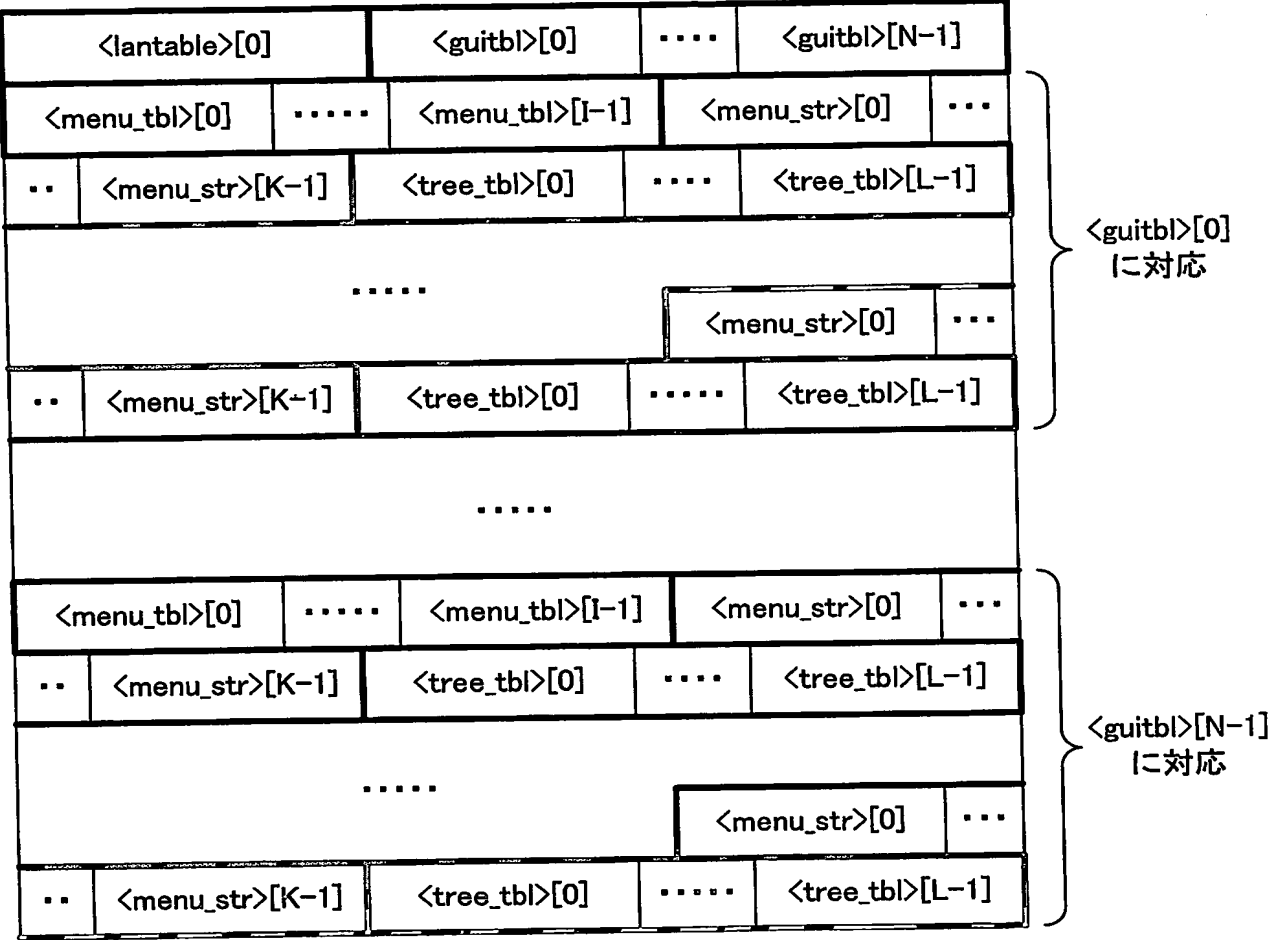 <lantable>[0] <guitbl>[0] ···· <guitbl>[N-1]
<menu_tbl>[0] ····· <menu_tbl>[I-1] <menu_str>[0] ···
·· <menu_str>[K-1] <tree_tbl>[0] ···· <tree_tbl>[L-1]
<guitbl>[0]
に対応
·····
<menu_str>[0] ···
·· <menu_str>[K-1] <tree_tbl>[0] ····· <tree_tbl>[L-1]
·····
<menu_tbl>[0] ····· <menu_tbl>[I-1] <menu_str>[0] ···
·· <menu_str>[K-1] <tree_tbl>[0] ···· <tree_tbl>[L-1]
<guitbl>[N-1]
に対応
·····
<menu_str>[0] ···
·· <menu_str>[K-1] <tree_tbl>[0] ····· <tree_tbl>[L-1]